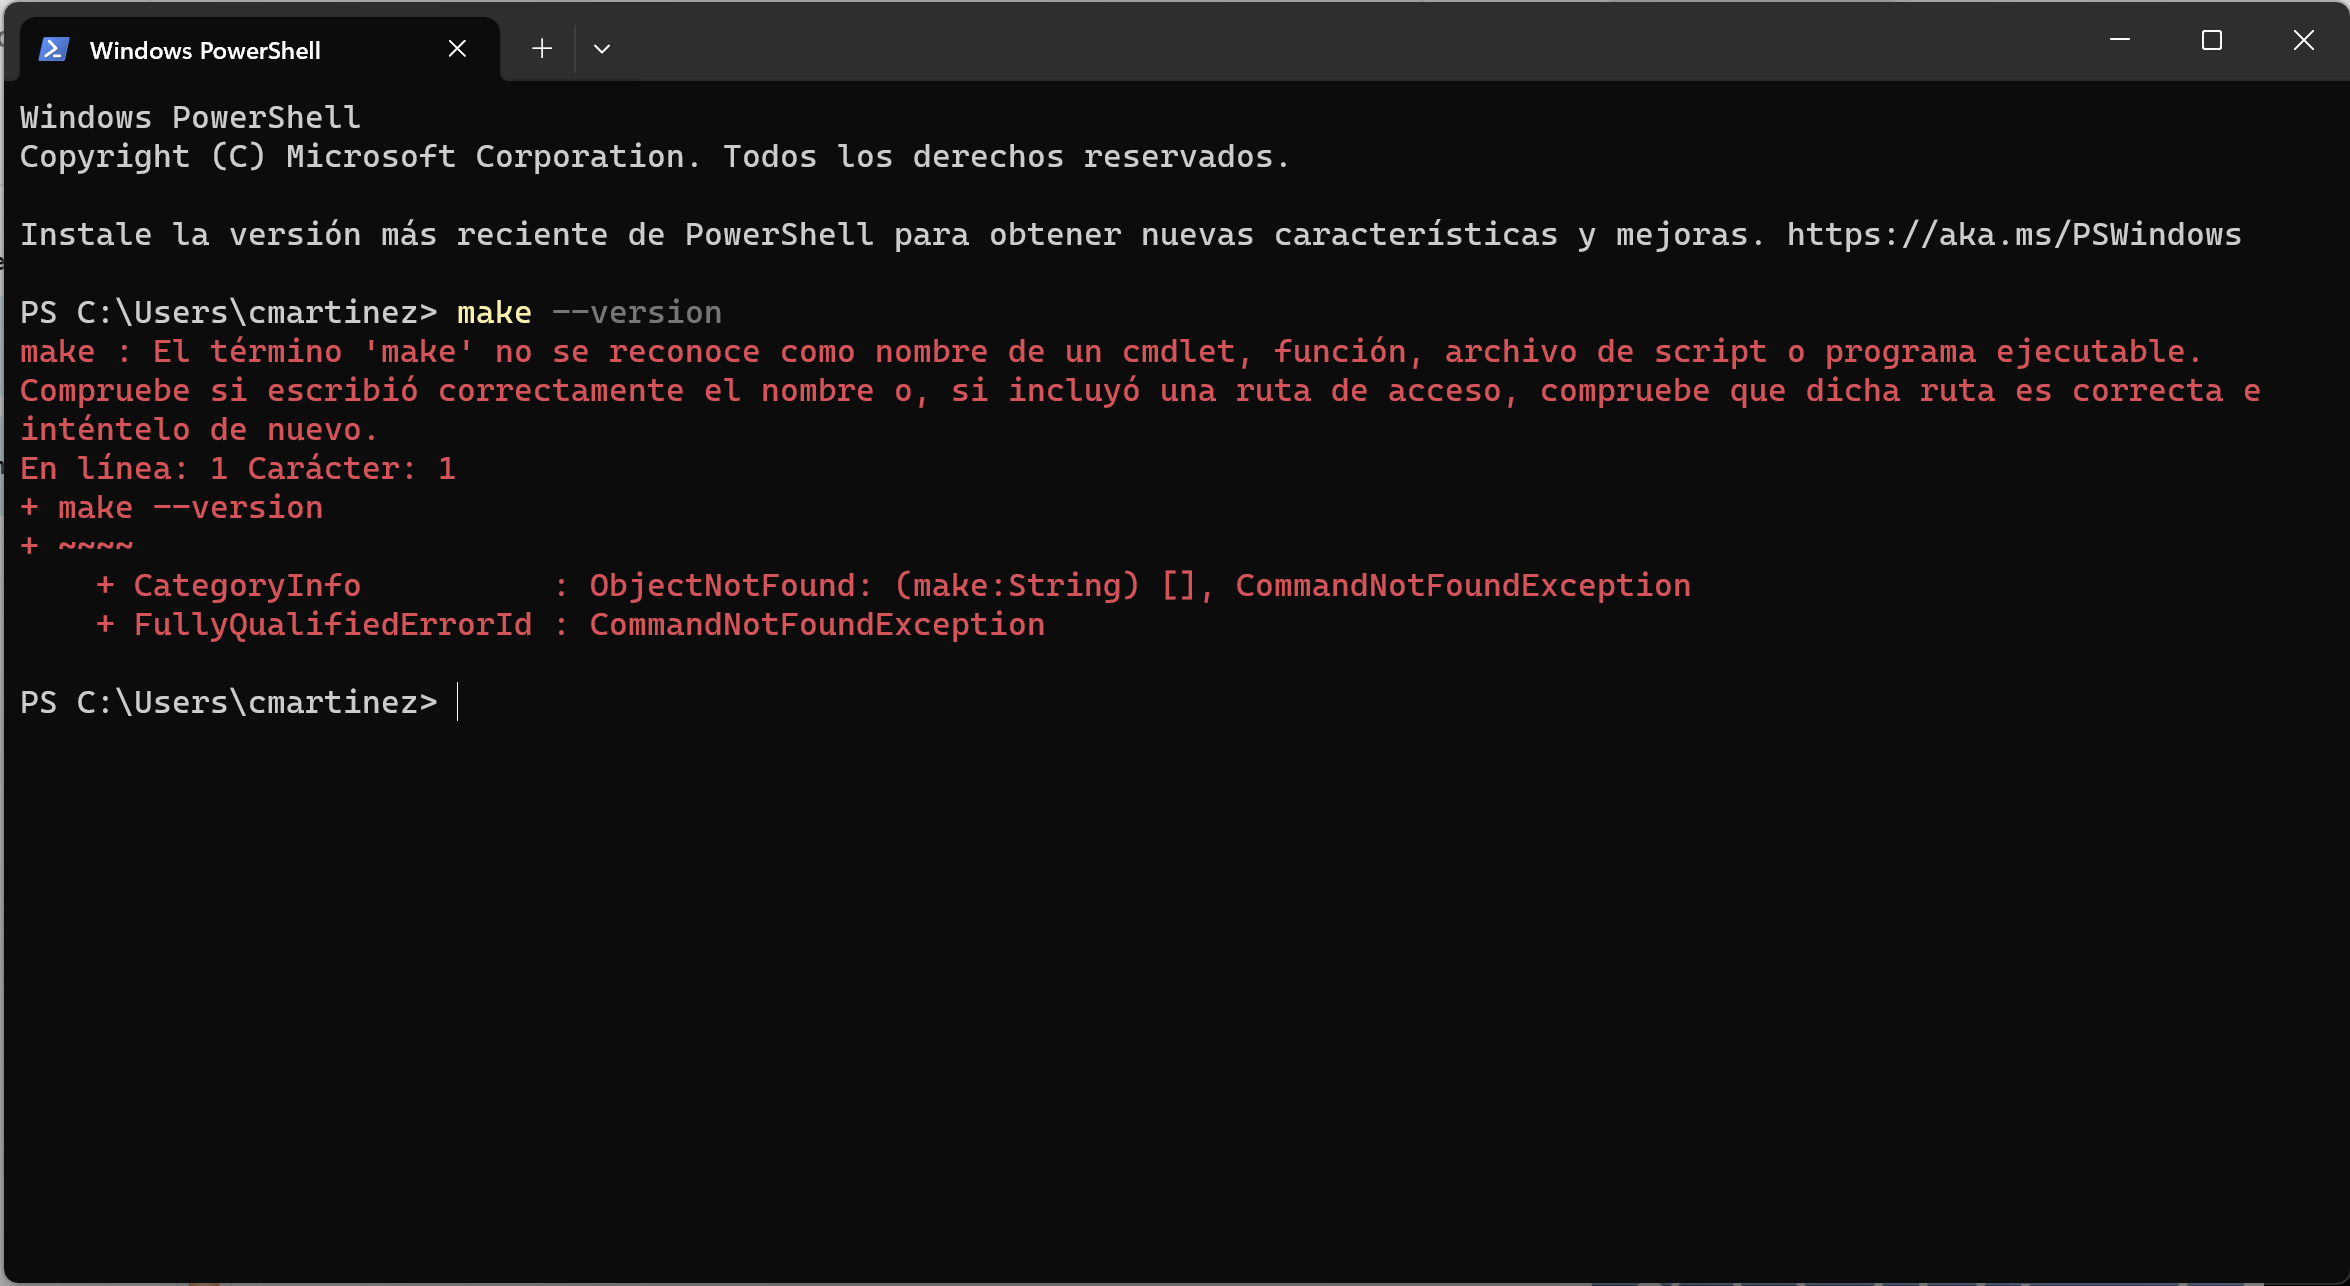 Windows PowerShell
Windows PowerShell
Copyright (C) Microsoft Corporation. Todos los derechos reservados.
Instale la versión más reciente de PowerShell para obtener nuevas características y mejoras. https://aka.ms/PSWindows
PS C:\Users\cmartinez> make --version
make : El término 'make' no se reconoce como nombre de un cmdlet, función, archivo de script o programa ejecutable.
Compruebe si escribió correctamente el nombre o, si incluyó una ruta de acceso, compruebe que dicha ruta es correcta e
inténtelo de nuevo.
En línea: 1 Carácter: 1
+ make --version
+ ~~~~
    + CategoryInfo          : ObjectNotFound: (make:String) [], CommandNotFoundException
    + FullyQualifiedErrorId : CommandNotFoundException
PS C:\Users\cmartinez>